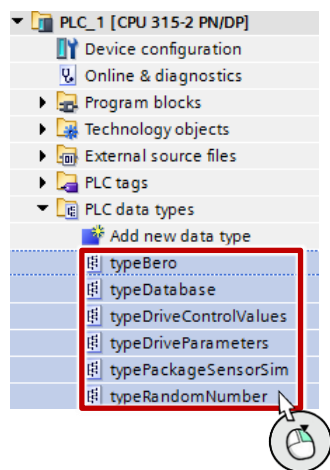 PLC_1 [CPU 315-2 PN/DP]
Device configuration
Online & diagnostics
Program blocks
Technology objects
External source files
PLC tags
PLC data types
Add new data type
typeBero
typeDatabase
typeDriveControlValues
typeDriveParameters
typePackageSensorSim
typeRandomNumber